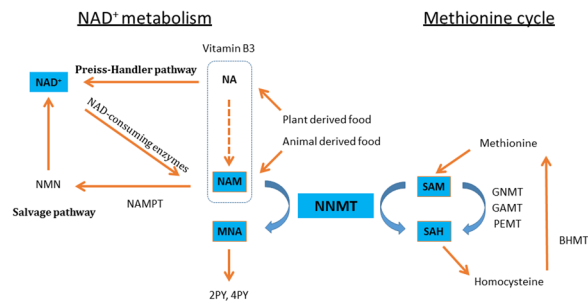 NAD⁺ metabolism
Methionine cycle
Vitamin B3
Preiss-Handler pathway
NA
NAD⁺
NAD-consuming enzymes
Plant derived food
Animal derived food
Methionine
NMN
NAM
NNMT
SAM
GNMT
GAMT
PEMT
NAMPT
Salvage pathway
MNA
SAH
BHMT
Homocysteine
2PY, 4PY